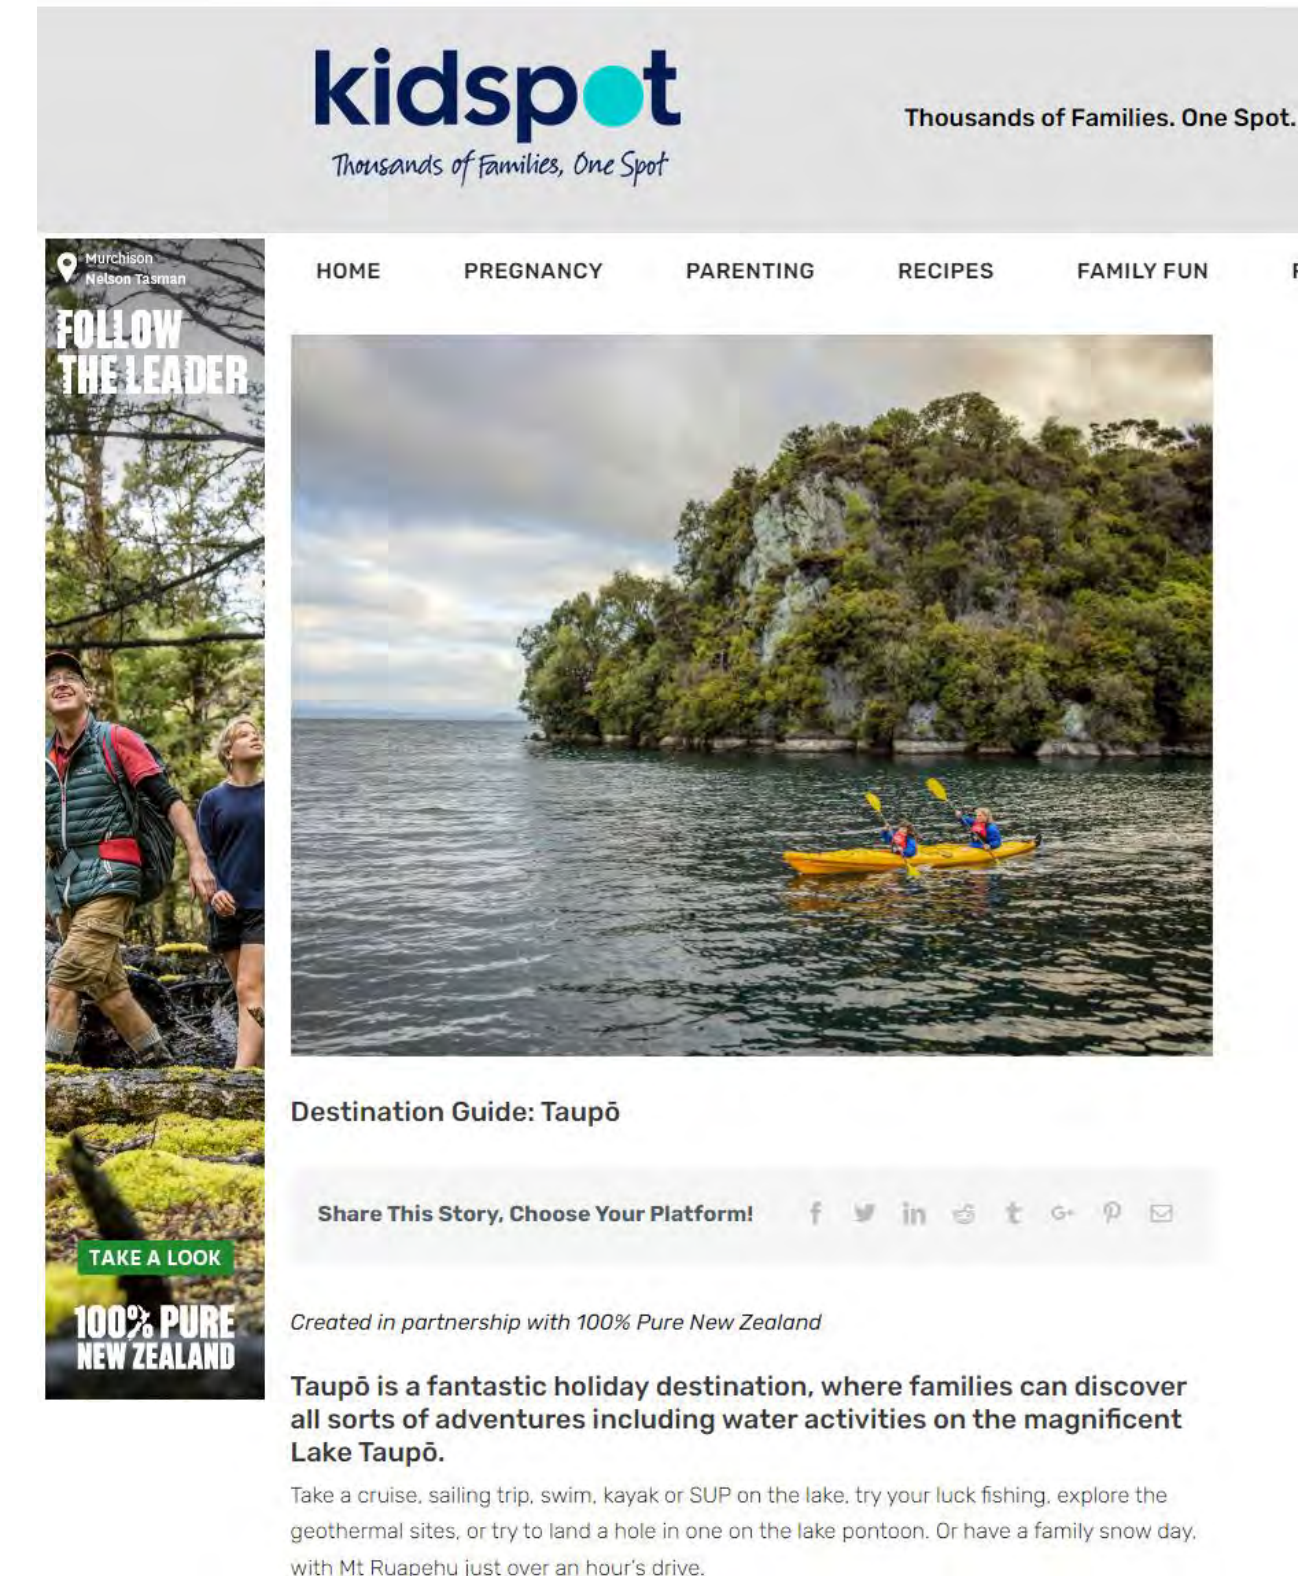 kidspot
Thousands of Families, One Spot
Thousands of Families. One Spot.
Murchison
Nelson Tasman
FOLLOW
THE LEADER
TAKE A LOOK
100% PURE
NEW ZEALAND
HOME PREGNANCY PARENTING RECIPES FAMILY FUN
Destination Guide: Taupō
Share This Story, Choose Your Platform!
Created in partnership with 100% Pure New Zealand
Taupō is a fantastic holiday destination, where families can discover
all sorts of adventures including water activities on the magnificent
Lake Taupō.
Take a cruise, sailing trip, swim, kayak or SUP on the lake, try your luck fishing, explore the
geothermal sites, or try to land a hole in one on the lake pontoon. Or have a family snow day,
with Mt Ruapehu just over an hour's drive.